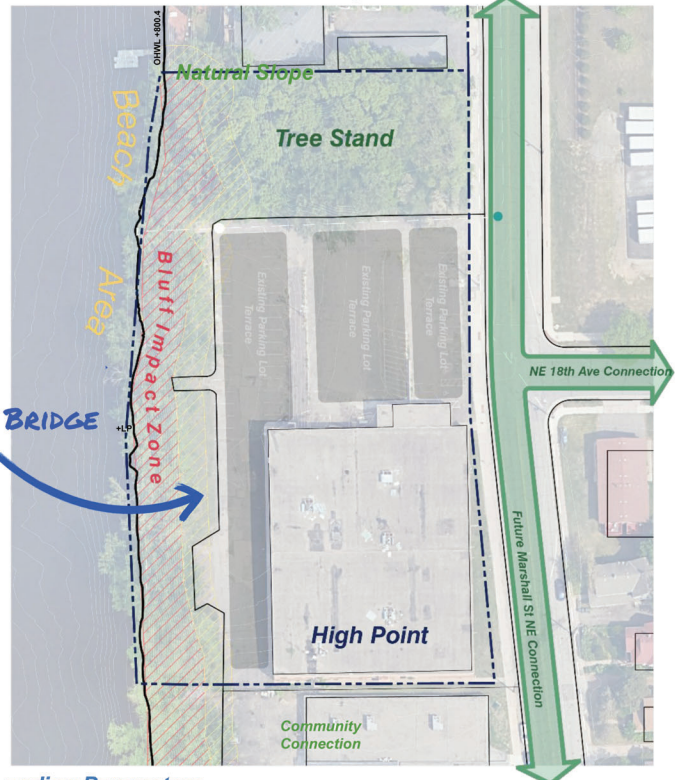 OHWL +800.4
Natural Slope
Tree Stand
Beach
Area
Bluff Impact Zone
Existing Parking Lot
Terrace
Existing Parking Lot
Terrace
Existing Parking Lot
Terrace
NE 18th Ave Connection
BRIDGE
+LP
Future Marshall St NE Connection
High Point
Community
Connection